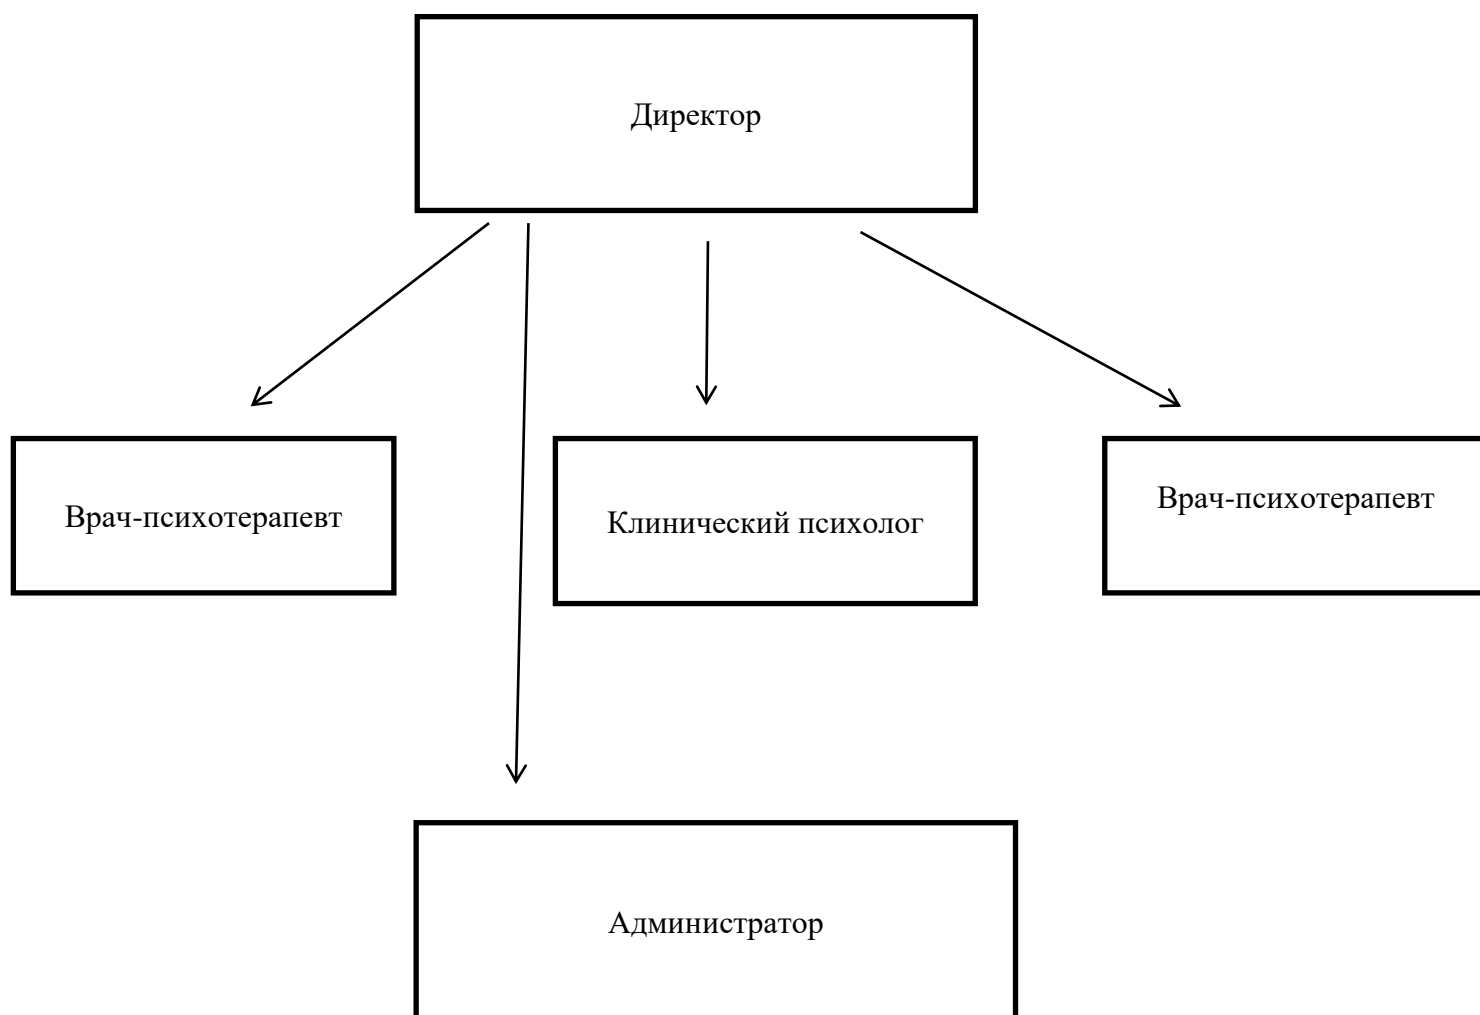 Директор
Врач-психотерапевт
Клинический психолог
Врач-психотерапевт
Администратор